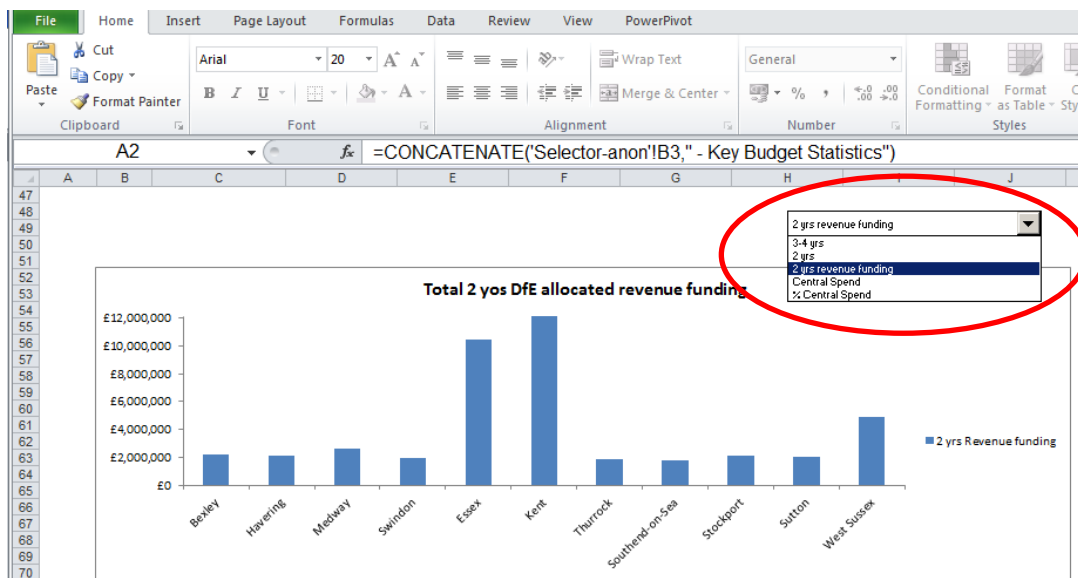 File Home Insert Page Layout Formulas Data Review View PowerPivot
Cut
Copy
Format Painter
Paste
Clipboard
Arial 20 A A
B I U A
Font
Wrap Text
Merge & Center
Alignment
General
% , .0 .00 .00 .0
Number
Conditional Formatting
Format as Table
Styles
A2 fx =CONCATENATE('Selector-anon'!B3," - Key Budget Statistics")
A B C D E F G H I J
47
48
49
50
51
52
53
54
55
56
57
58
59
60
61
62
63
64
65
66
67
68
69
70
2 yrs revenue funding
3-4 yrs
2 yrs
2 yrs revenue funding
Central Spend
% Central Spend
Total 2 yos DfE allocated revenue funding
£12,000,000
£10,000,000
£8,000,000
£6,000,000
£4,000,000
£2,000,000
£0
Bexley
Havering
Medway
Swindon
Essex
Kent
Thurrock
Southend-on-Sea
Stockport
Sutton
West Sussex
2 yrs Revenue funding